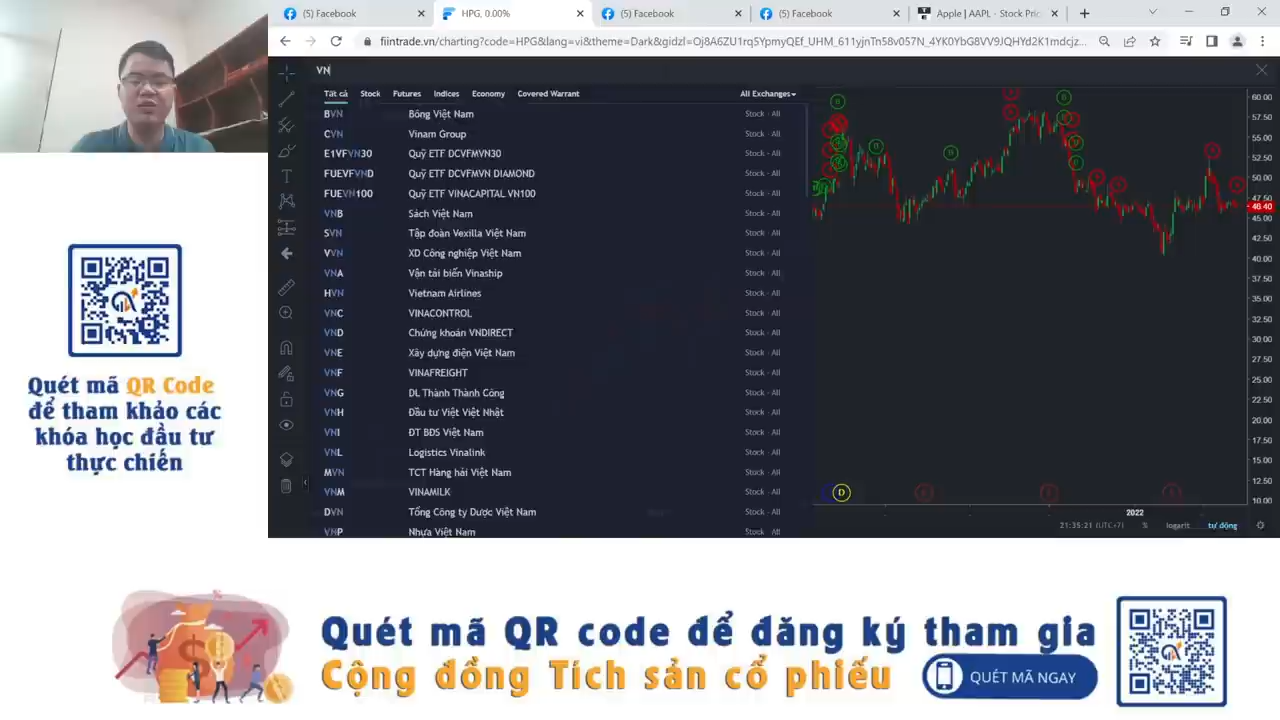 (5) Facebook
HPG, 0.00%
(5) Facebook
(5) Facebook
Apple | AAPL - Stock Pri
fiintrade.vn/charting?code=HPG&lang=vi&theme=Dark&gidzl=Oj8A6ZU1rq5YpmyQEf_UHM_611yjnTn58v057N_4YK0YbG8VV9JQHYd2K1mdcjz...
VN
Tất cả Stock Futures Indices Economy Covered Warrant All Exchanges
BVN Bông Việt Nam Stock - All
CVN Vinam Group Stock - All
E1VFVN30 Quỹ ETF DCVFMVN30 Stock - All
FUEVFVND Quỹ ETF DCVFMVN DIAMOND Stock - All
FUEVN100 Quỹ ETF VINACAPITAL VN100 Stock - All
VNB Sách Việt Nam Stock - All
SVN Tập đoàn Vexilla Việt Nam Stock - All
VVN XD Công nghiệp Việt Nam Stock - All
VNA Vận tải biển Vinaship Stock - All
HVN Vietnam Airlines Stock - All
VNC VINACONTROL Stock - All
VND Chứng khoán VNDIRECT Stock - All
VNE Xây dựng điện Việt Nam Stock - All
VNF VINAFREIGHT Stock - All
VNG DL Thành Thành Công Stock - All
VNH Đầu tư Việt Việt Nhật Stock - All
VNI ĐT BĐS Việt Nam Stock - All
VNL Logistics Vinalink Stock - All
MVN TCT Hàng hải Việt Nam Stock - All
VNM VINAMILK Stock - All
DVN Tổng Công ty Dược Việt Nam Stock - All
VNP Nhựa Việt Nam Stock - All
60.00
57.50
55.00
52.50
50.00
47.50
46.40
45.00
42.50
40.00
37.50
35.00
32.50
30.00
27.50
25.00
22.50
20.00
17.50
15.00
12.50
10.00
D
2022
21:35:21 (UTC+7) % logarit tự động
Quét mã QR Code
để tham khảo các
khóa học đầu tư
thực chiến
Quét mã QR code để đăng ký tham gia
Cộng đồng Tích sản cổ phiếu
QUÉT MÃ NGAY